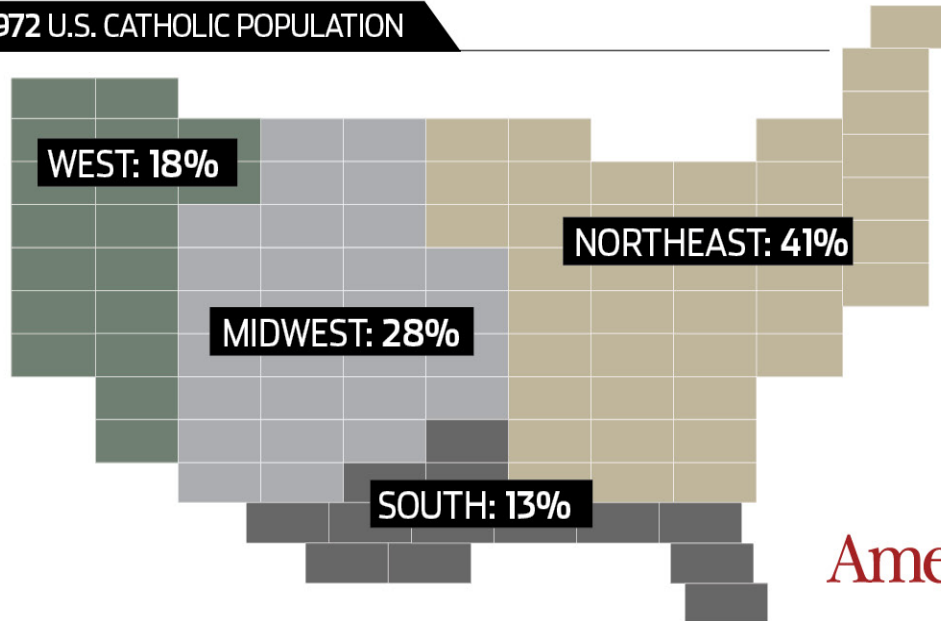 972 U.S. CATHOLIC POPULATION
WEST: 18%
NORTHEAST: 41%
MIDWEST: 28%
SOUTH: 13%
Ame